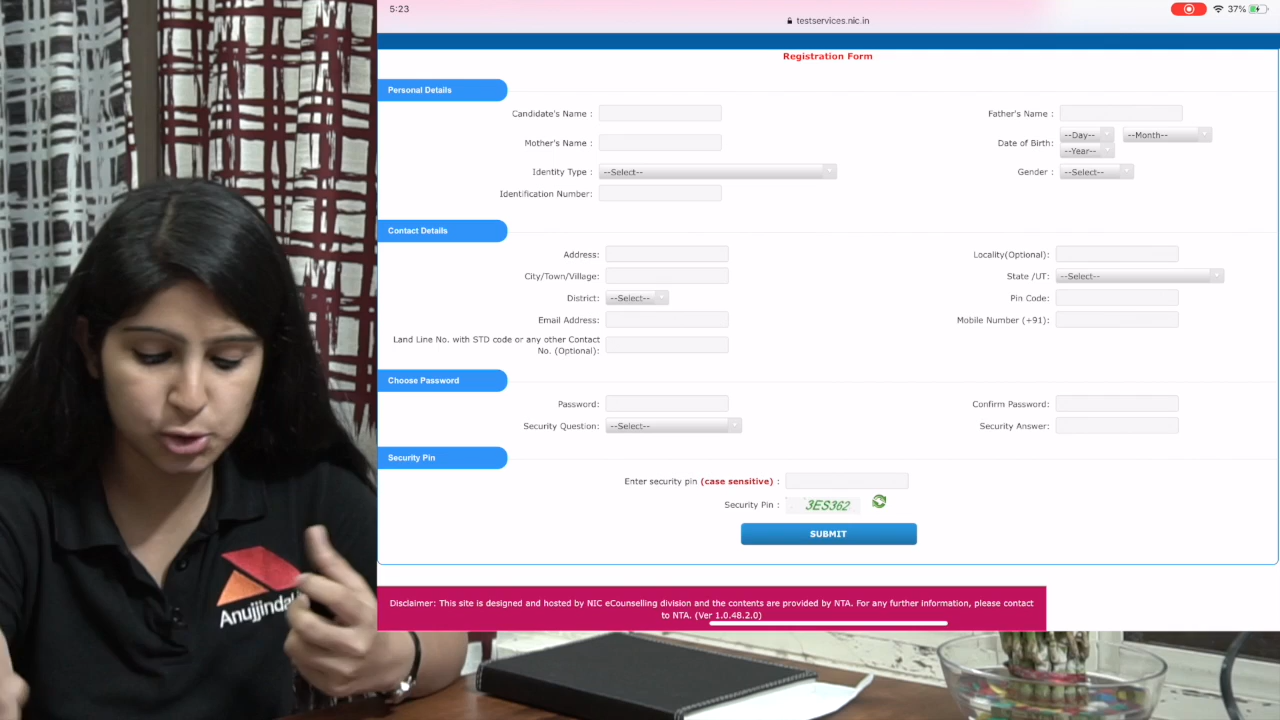 5:23
37%
testservices.nic.in
Registration Form
Personal Details
Candidate's Name :
Father's Name :
Mother's Name :
Date of Birth:
--Day--
--Month--
--Year--
Identity Type :
--Select--
Gender :
--Select--
Identification Number:
Contact Details
Address:
Locality(Optional):
City/Town/Village:
State /UT:
--Select--
District:
--Select--
Pin Code:
Email Address:
Mobile Number (+91):
Land Line No. with STD code or any other Contact
No. (Optional):
Choose Password
Password:
Confirm Password:
Security Question:
--Select--
Security Answer:
Security Pin
Enter security pin (case sensitive) :
Security Pin :
3ES362
SUBMIT
Disclaimer: This site is designed and hosted by NIC eCounselling division and the contents are provided by NTA. For any further information, please contact
to NTA. (Ver 1.0.48.2.0)
Anujjindal